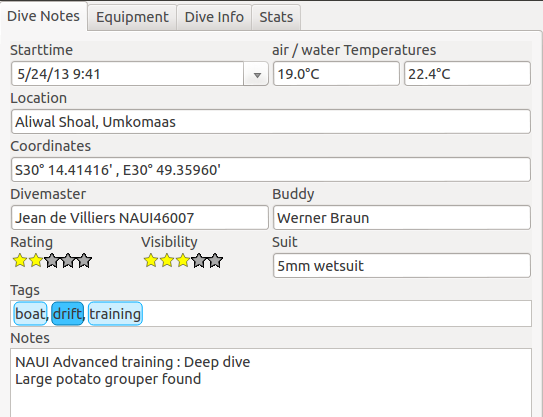 Dive Notes Equipment Dive Info Stats
Starttime air / water Temperatures
5/24/13 9:41 19.0°C 22.4°C
Location
Aliwal Shoal, Umkomaas
Coordinates
S30° 14.41416' , E30° 49.35960'
Divemaster Buddy
Jean de Villiers NAUI46007 Werner Braun
Rating Visibility Suit
5mm wetsuit
Tags
boat, drift, training
Notes
NAUI Advanced training : Deep dive
Large potato grouper found